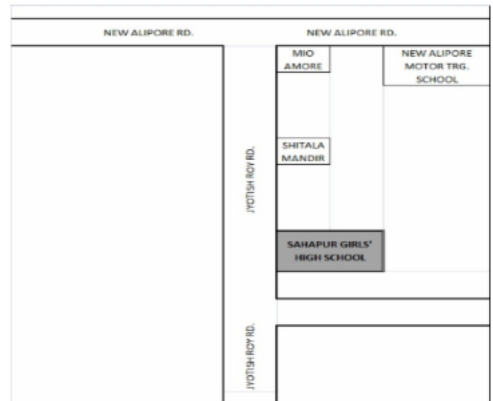 NEW ALIPORE RD.
NEW ALIPORE RD.
MIO
AMORE
NEW ALIPORE
MOTOR TRG.
SCHOOL
JYOTISH ROY RD.
SHITALA
MANDIR
SAHAPUR GIRLS'
HIGH SCHOOL
JYOTISH ROY RD.